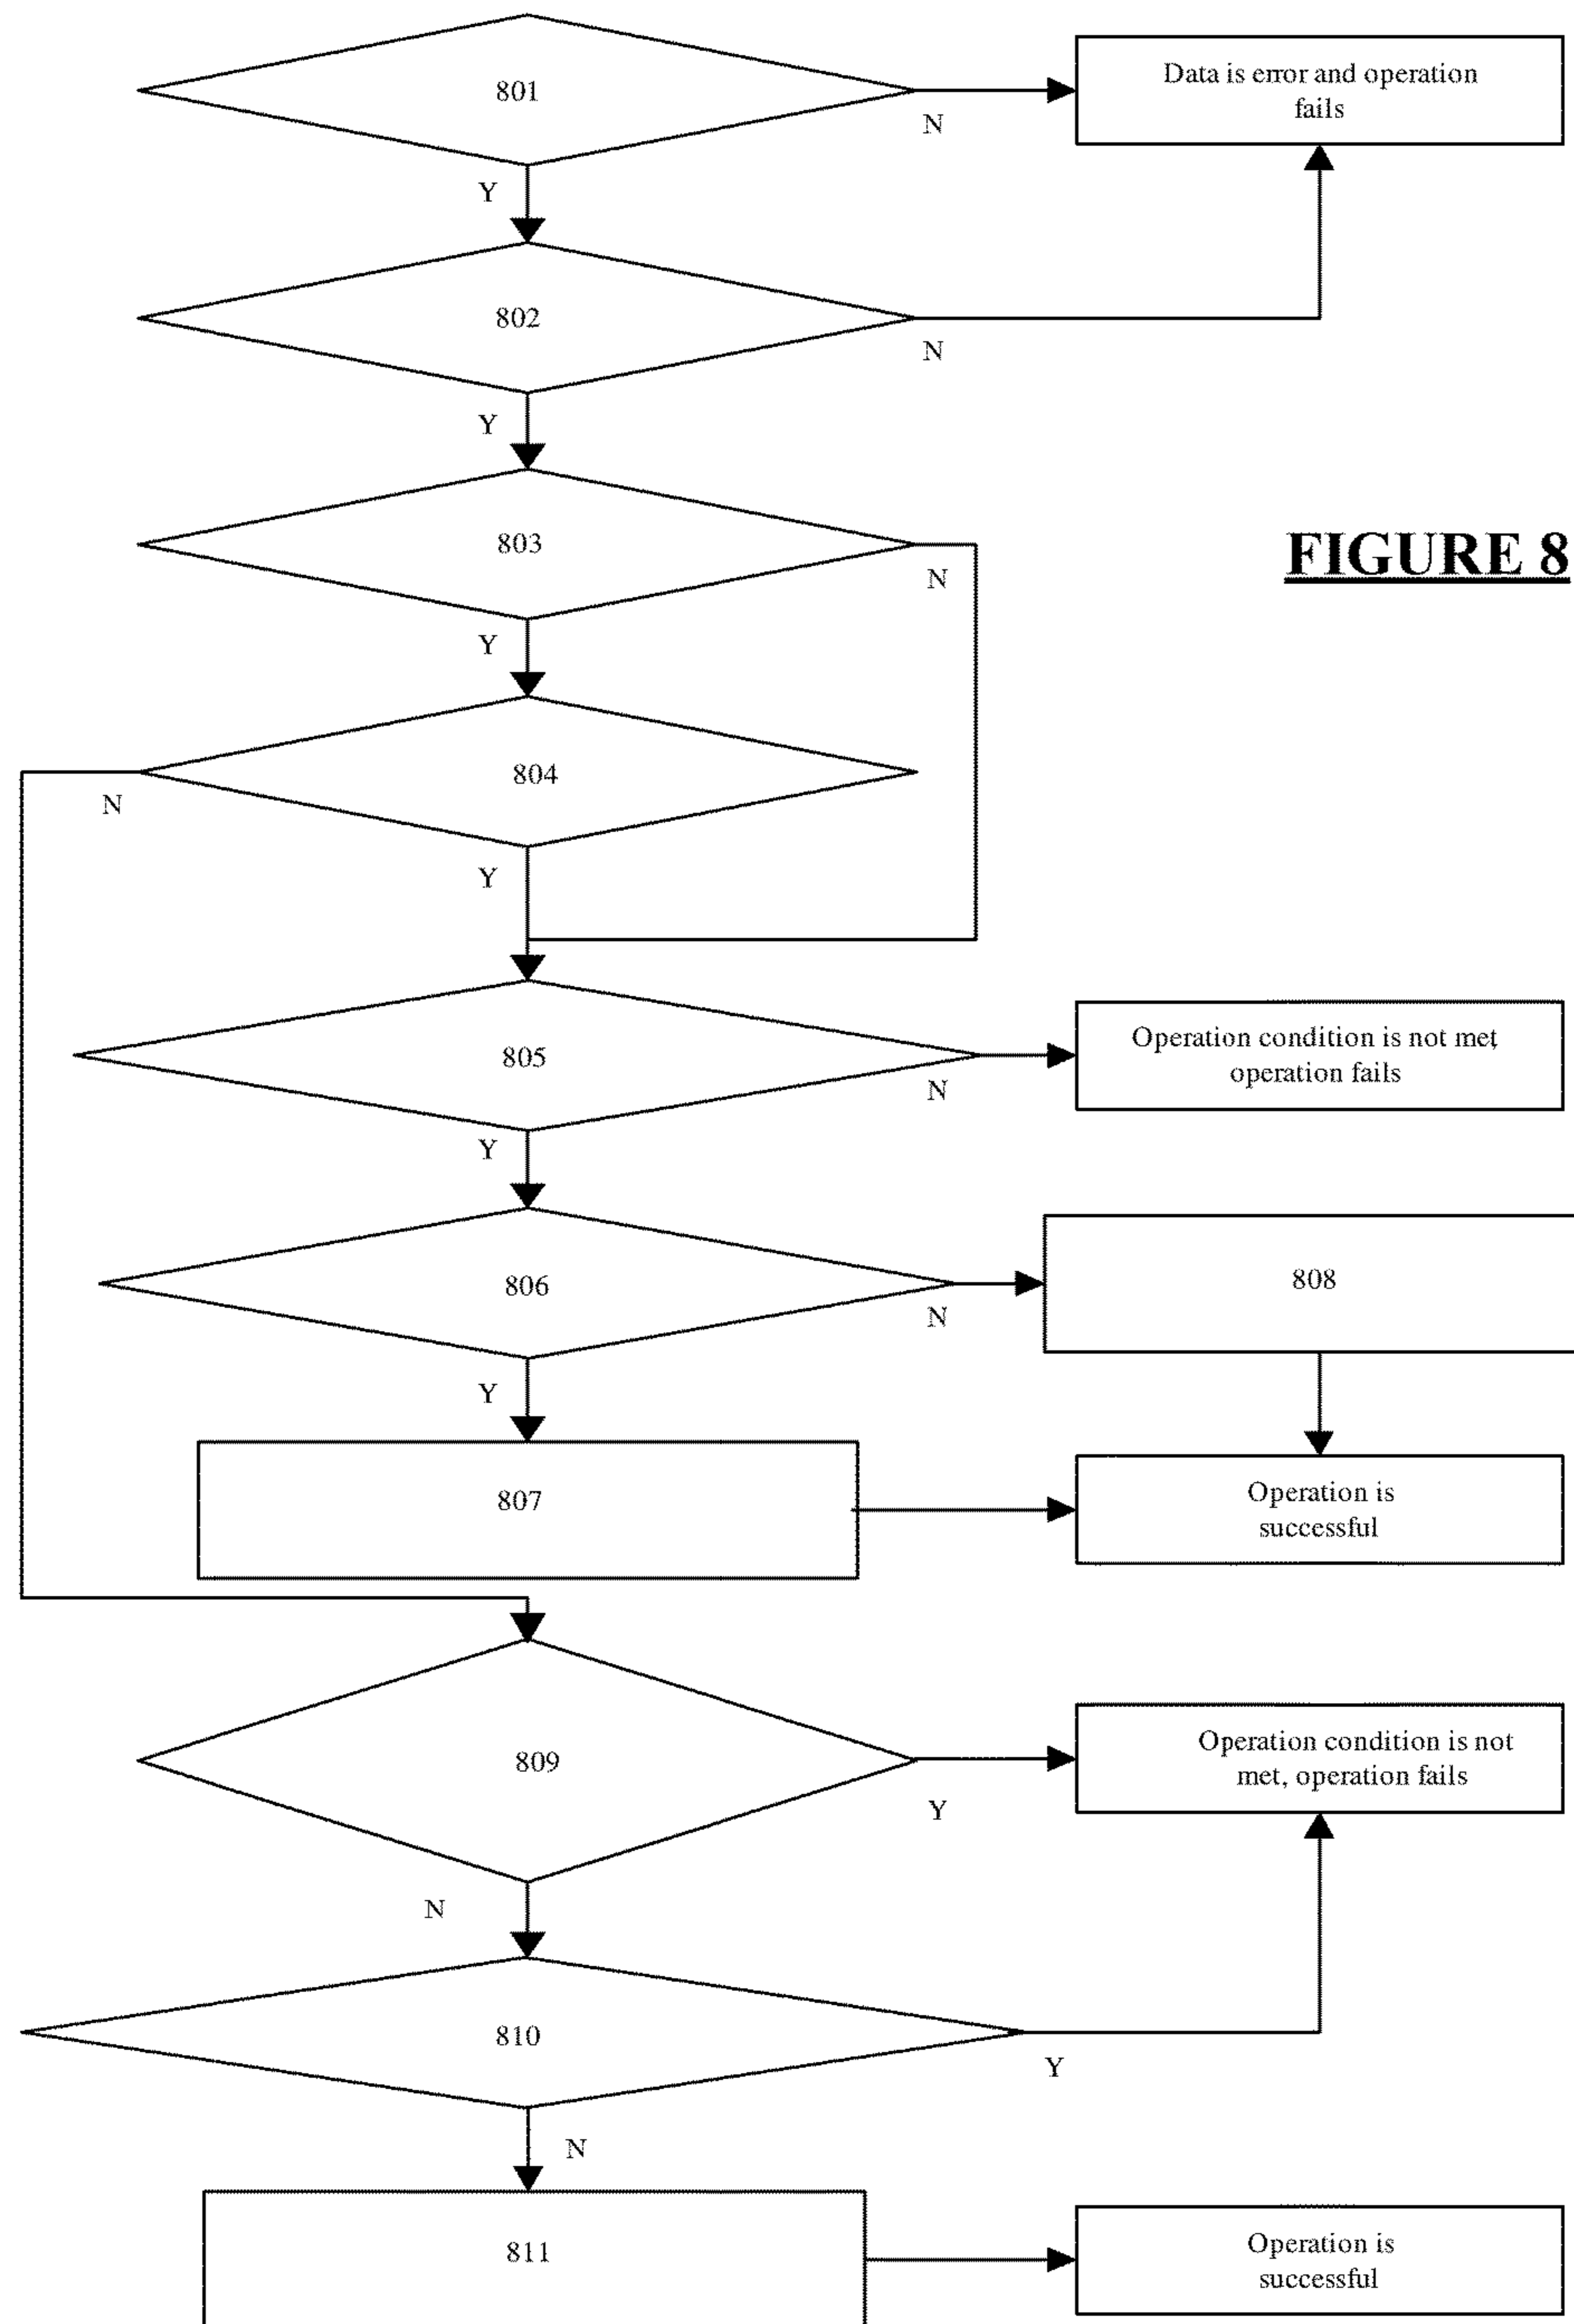 801
Data is error and operation
fails
N
Y
802
N
Y
803
FIGURE 8
N
Y
804
N
Y
805
Operation condition is not met,
operation fails
N
Y
806
808
N
Y
807
Operation is
successful
809
Operation condition is not
met, operation fails
Y
N
810
Y
N
811
Operation is
successful